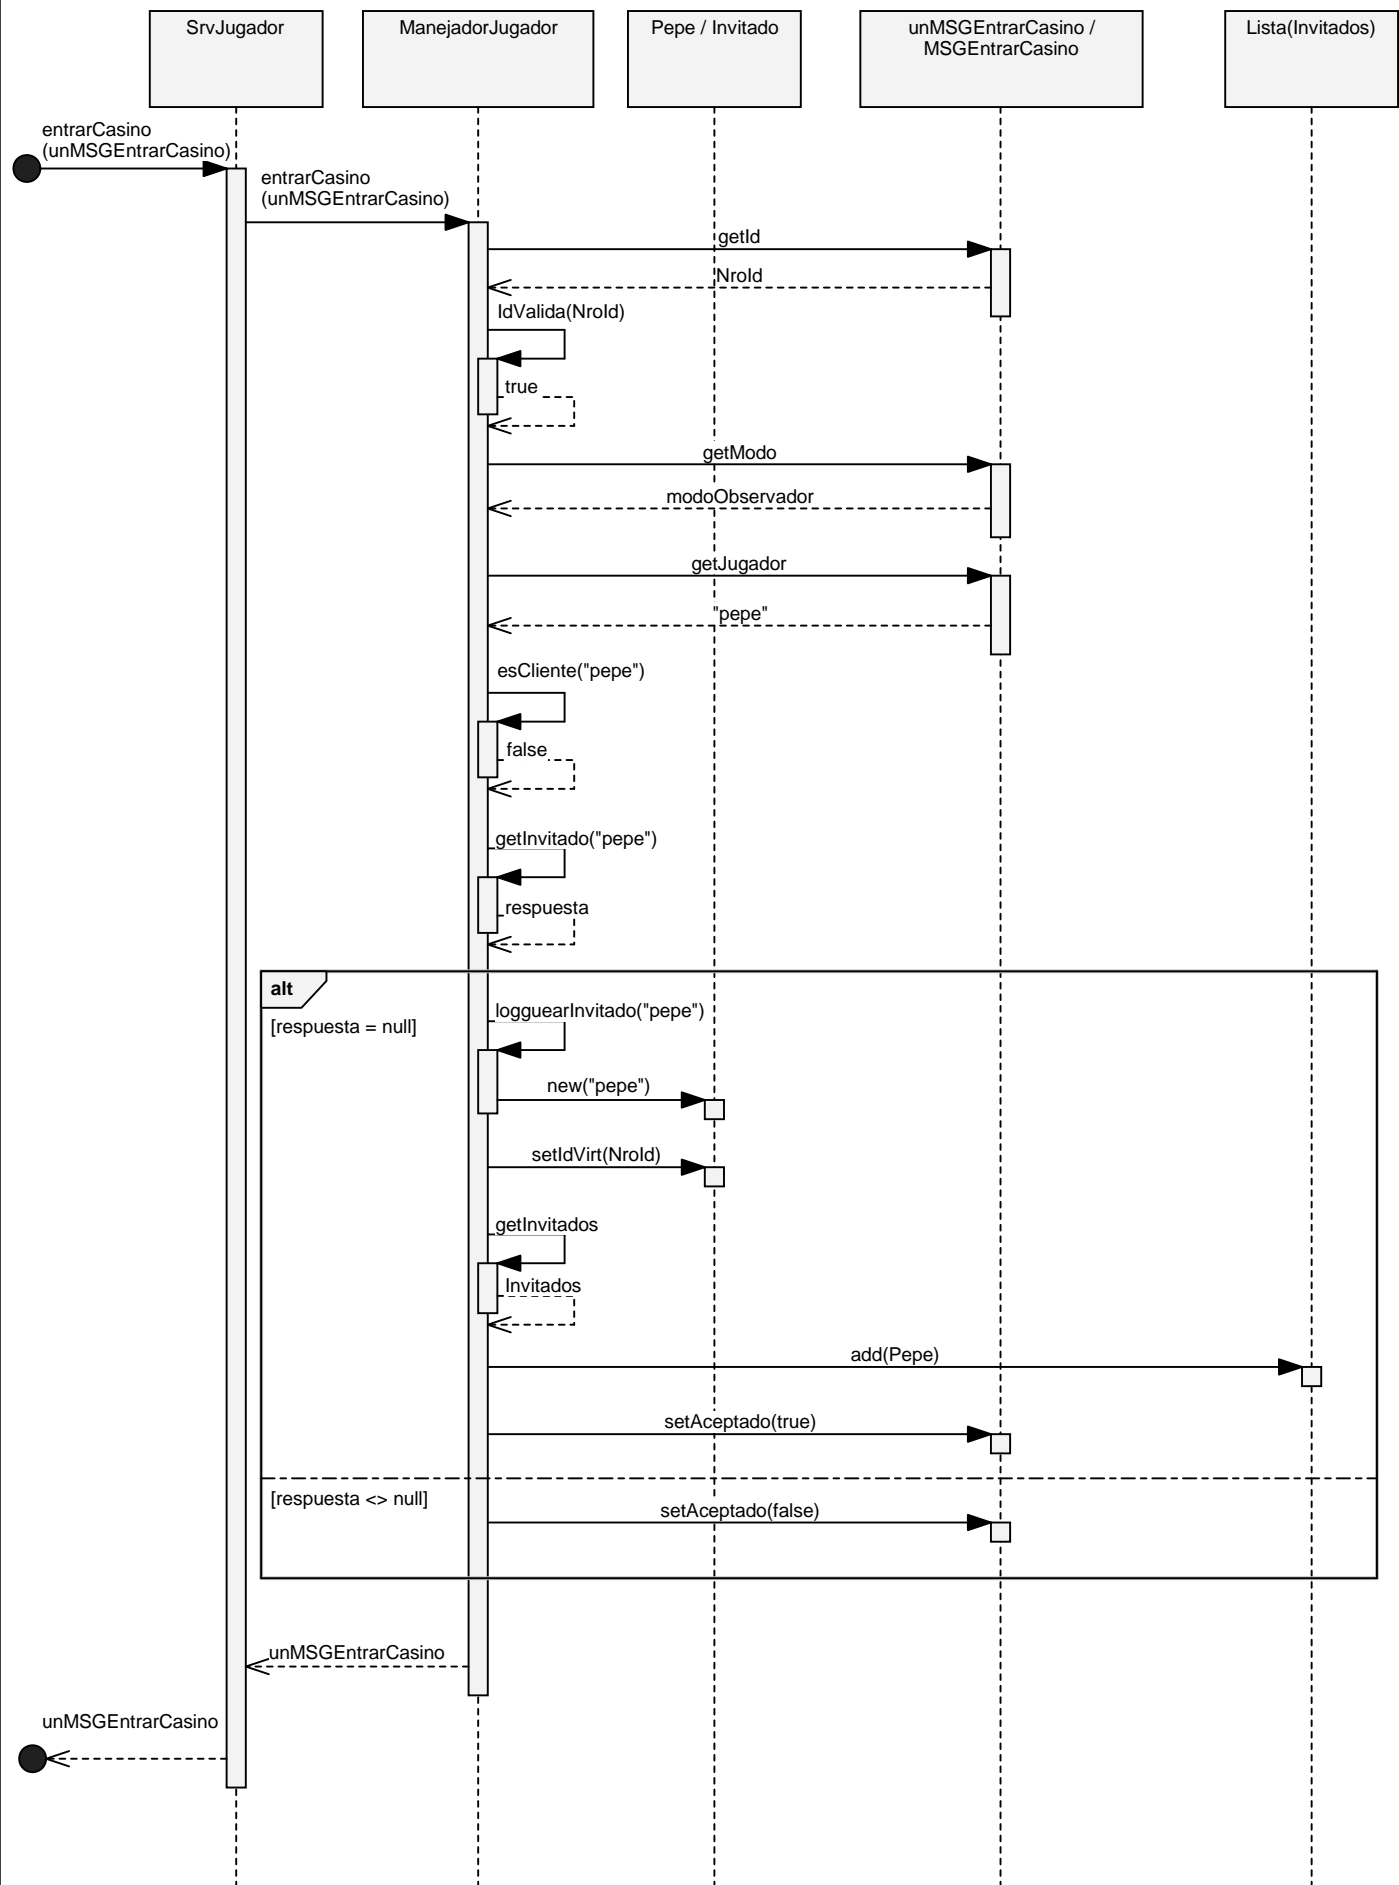 SrvJugador
ManejadorJugador
Pepe / Invitado
unMSGEntrarCasino /
MSGEntrarCasino
Lista(Invitados)
entrarCasino
(unMSGEntrarCasino)
entrarCasino
(unMSGEntrarCasino)
getId
NroId
IdValida(NroId)
true
getModo
modoObservador
getJugador
"pepe"
esCliente("pepe")
false
getInvitado("pepe")
respuesta
alt
[respuesta = null]
logguearInvitado("pepe")
new("pepe")
setIdVirt(NroId)
getInvitados
Invitados
add(Pepe)
setAceptado(true)
[respuesta <> null]
setAceptado(false)
unMSGEntrarCasino
unMSGEntrarCasino